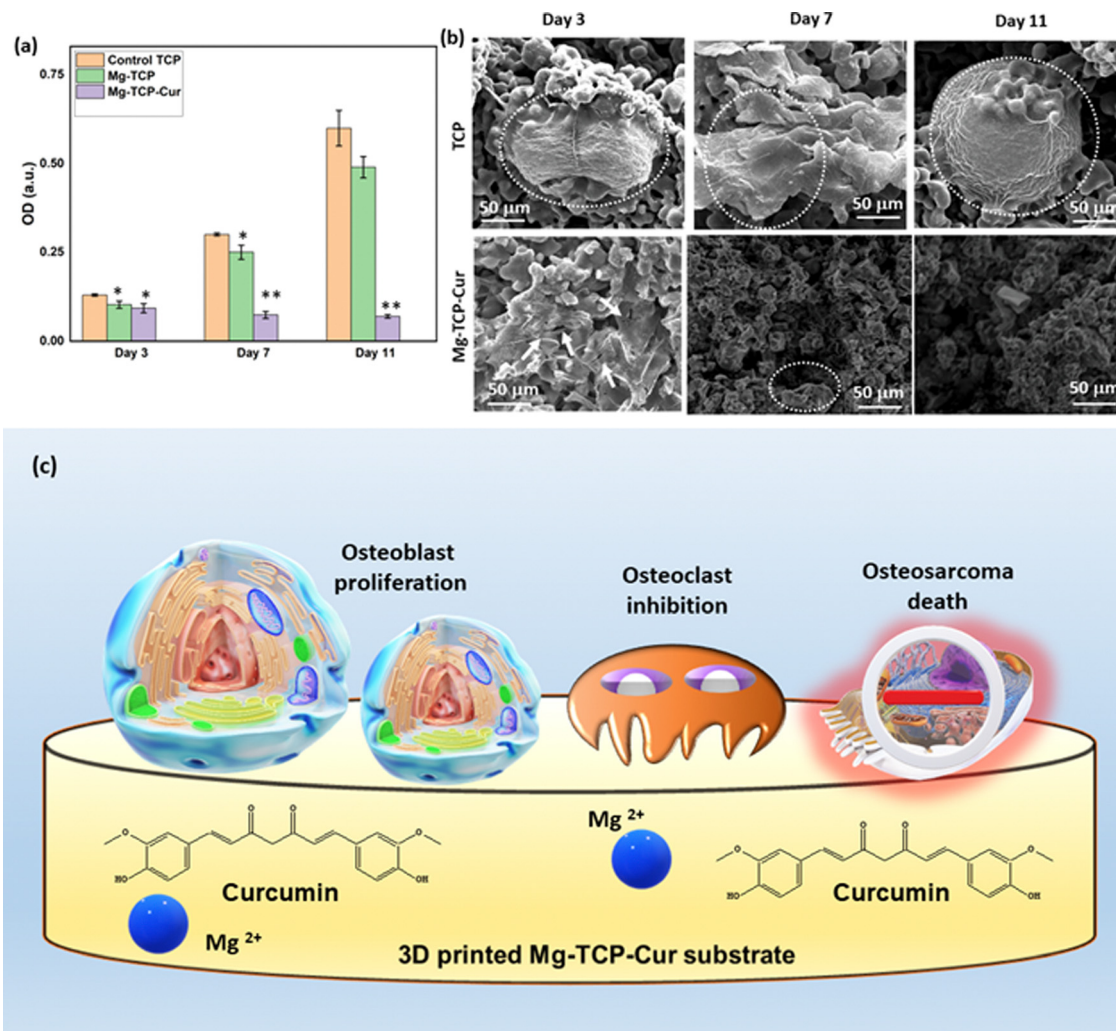 (a)
Control TCP
Mg-TCP
Mg-TCP-Cur
0.75
0.50
0.25
0.00
OD (a.u.)
*
*
*
**
**
Day 3
Day 7
Day 11
(b)
Day 3
Day 7
Day 11
TCP
50 μm
50 μm
50 μm
Mg-TCP-Cur
50 μm
50 μm
50 μm
(c)
Osteoblast
proliferation
Osteoclast
inhibition
Osteosarcoma
death
O
O
O
O
HO
OH
Curcumin
Mg 2+
Mg 2+
O
O
O
O
HO
OH
Curcumin
3D printed Mg-TCP-Cur substrate